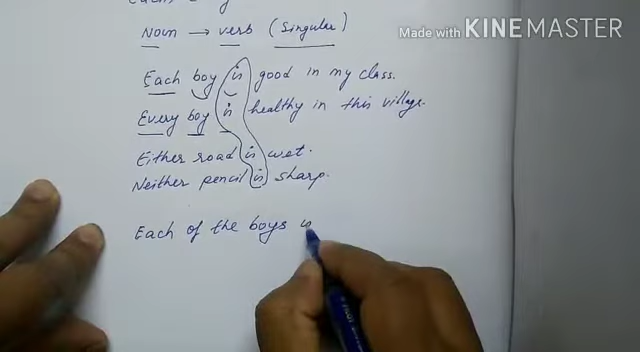 Made with KINEMASTER
Noun → verb (Singular)
Each boy is good in my class.
Every boy is healthy in this village.
Either road is wet.
Neither pencil is sharp.
Each of the boys is